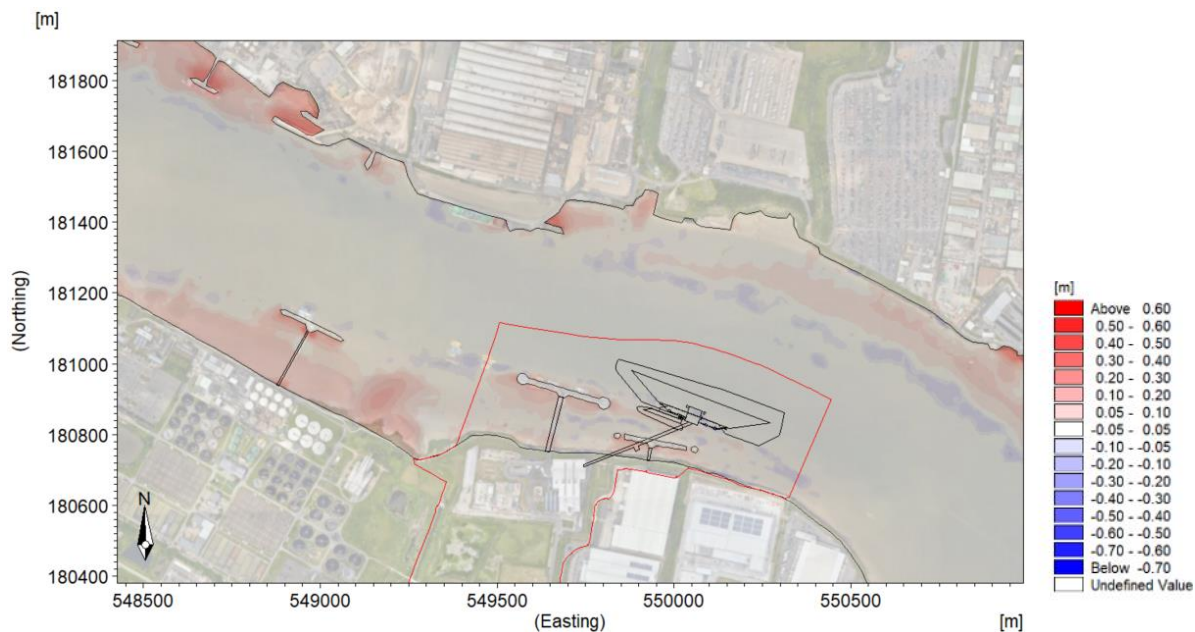 [m]
181800
181600
181400
181200
181000
180800
180600
180400
(Northing)
N
548500 549000 549500 550000 550500
(Easting) [m]
[m]
Above 0.60
0.50 - 0.60
0.40 - 0.50
0.30 - 0.40
0.20 - 0.30
0.10 - 0.20
0.05 - 0.10
-0.05 - 0.05
-0.10 - -0.05
-0.20 - -0.10
-0.30 - -0.20
-0.40 - -0.30
-0.50 - -0.40
-0.60 - -0.50
-0.70 - -0.60
Below -0.70
Undefined Value